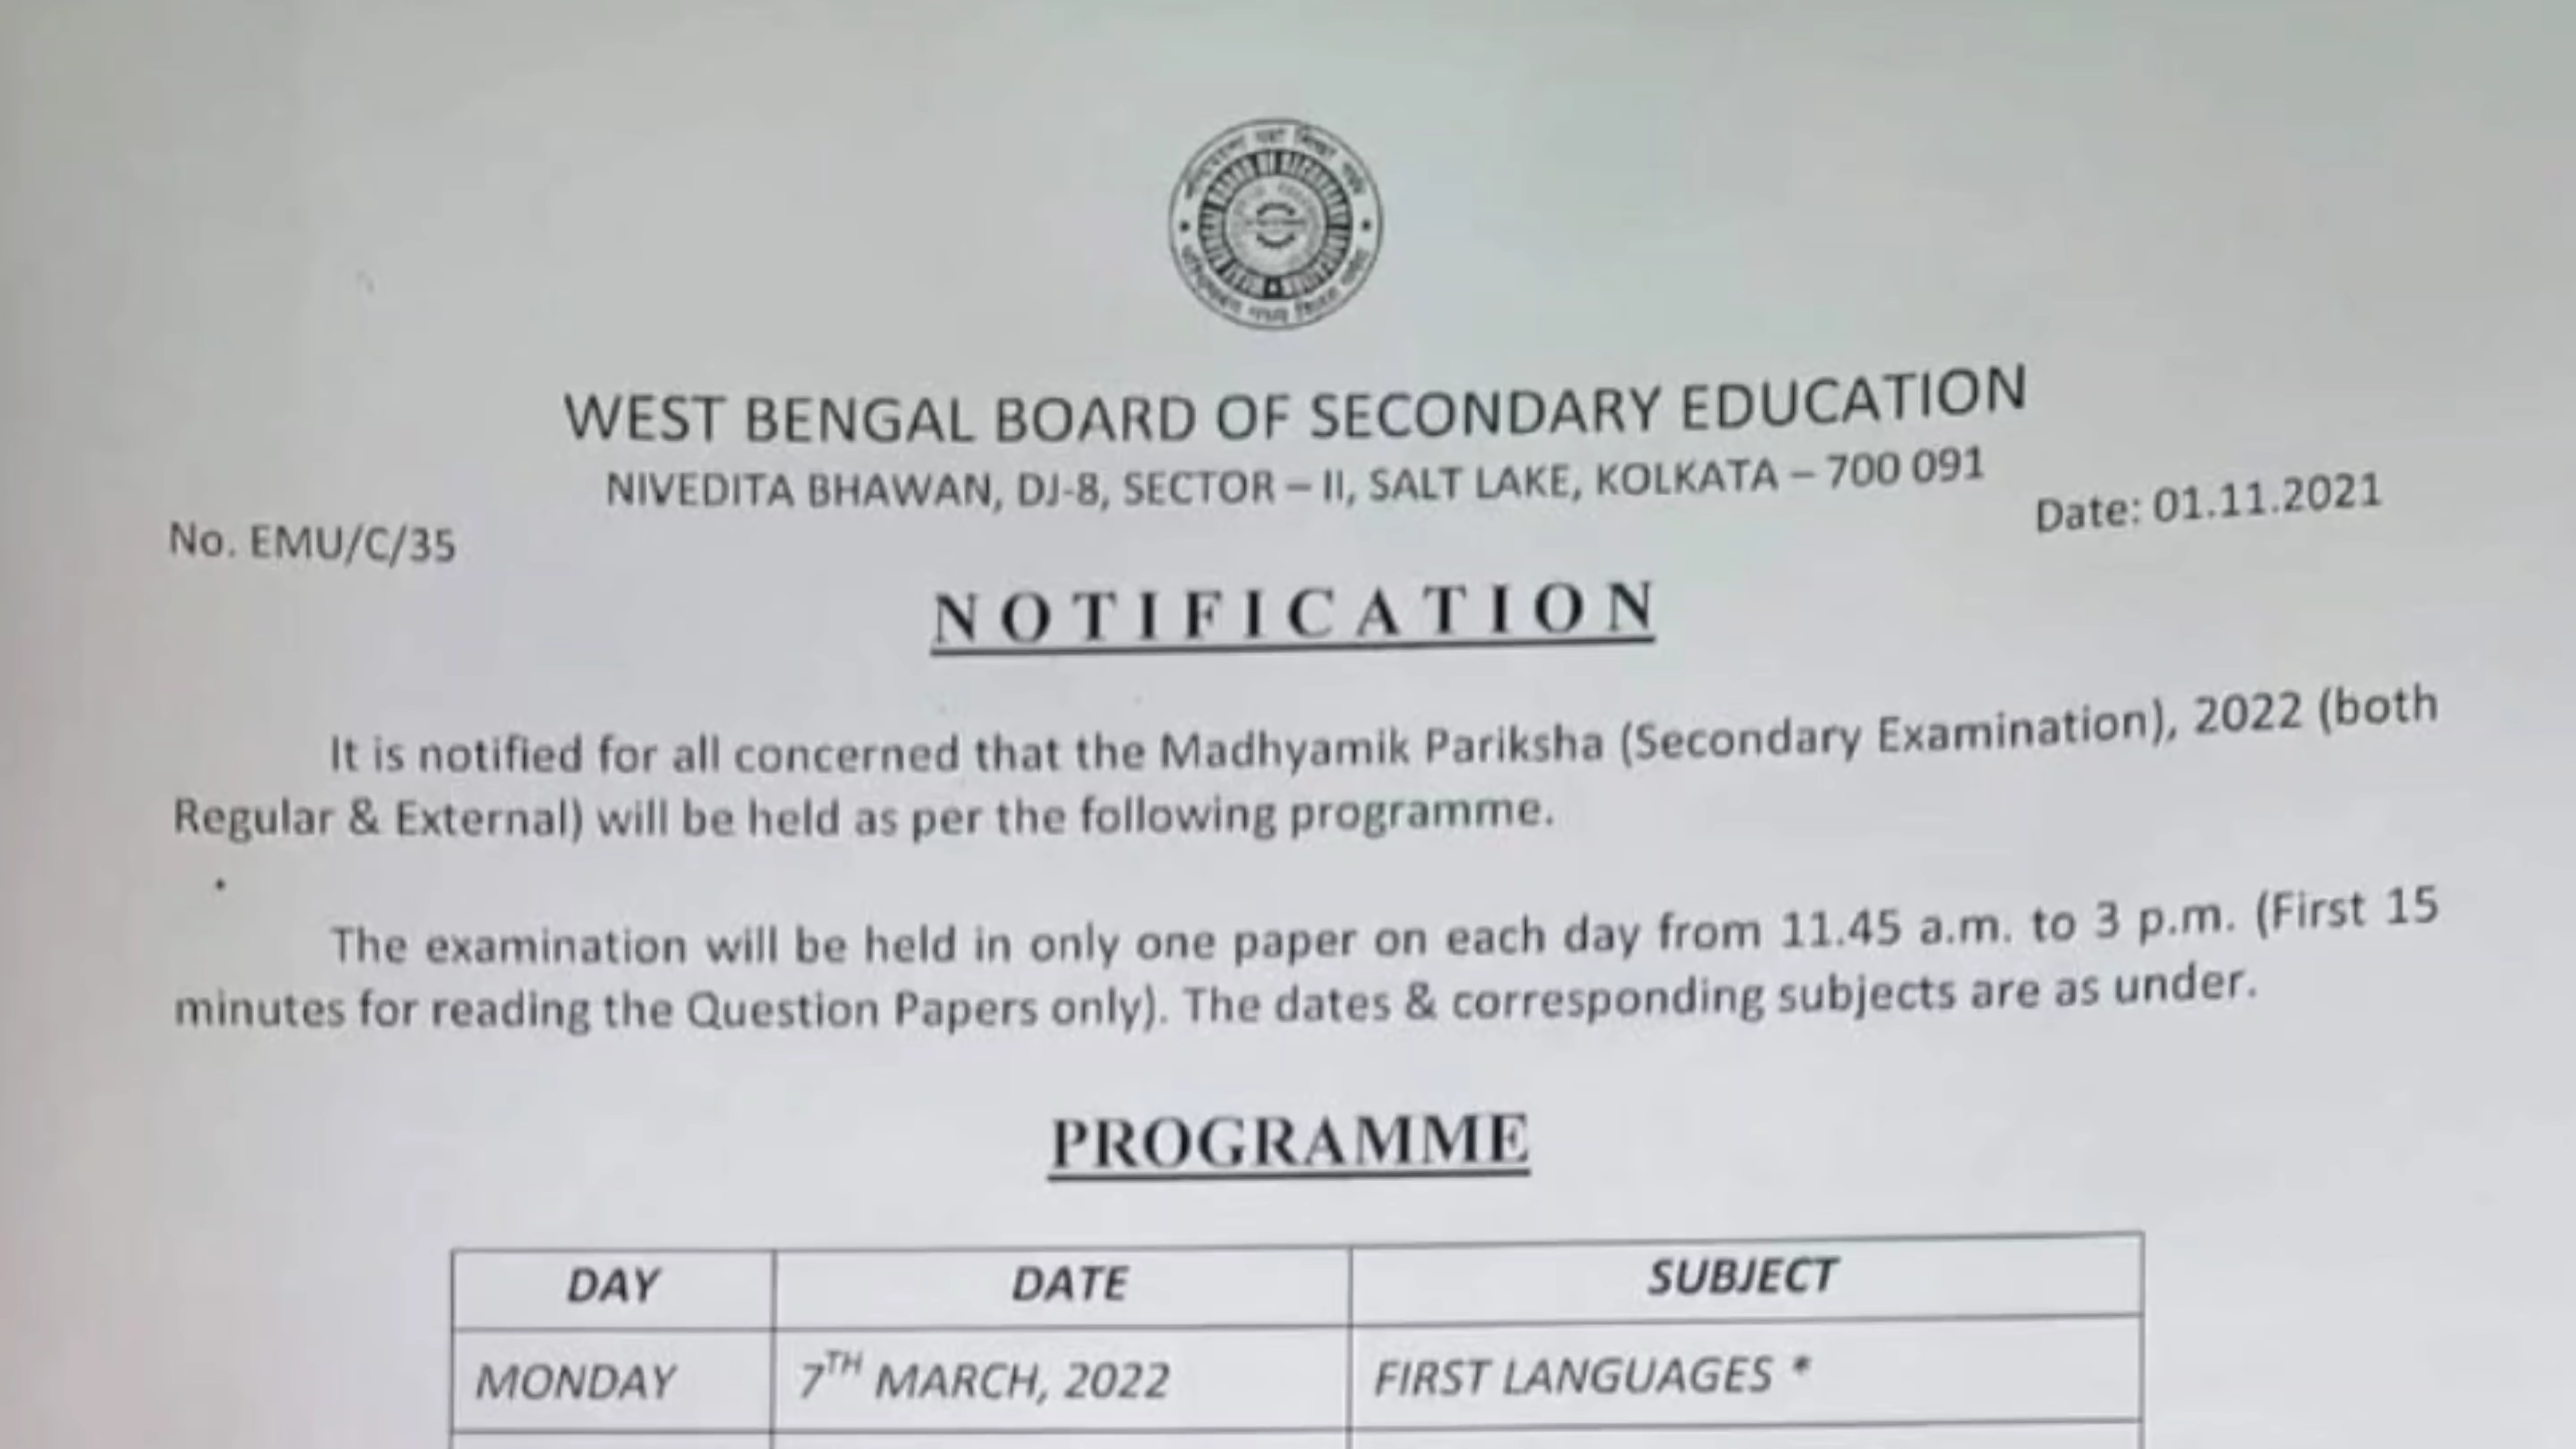 WEST BENGAL BOARD OF SECONDARY EDUCATION
NIVEDITA BHAWAN, DJ-8, SECTOR – II, SALT LAKE, KOLKATA – 700 091
No. EMU/C/35
Date: 01.11.2021
NOTIFICATION
It is notified for all concerned that the Madhyamik Pariksha (Secondary Examination), 2022 (both
Regular & External) will be held as per the following programme.
The examination will be held in only one paper on each day from 11.45 a.m. to 3 p.m. (First 15
minutes for reading the Question Papers only). The dates & corresponding subjects are as under.
PROGRAMME
DAY DATE SUBJECT
MONDAY 7TH MARCH, 2022 FIRST LANGUAGES *